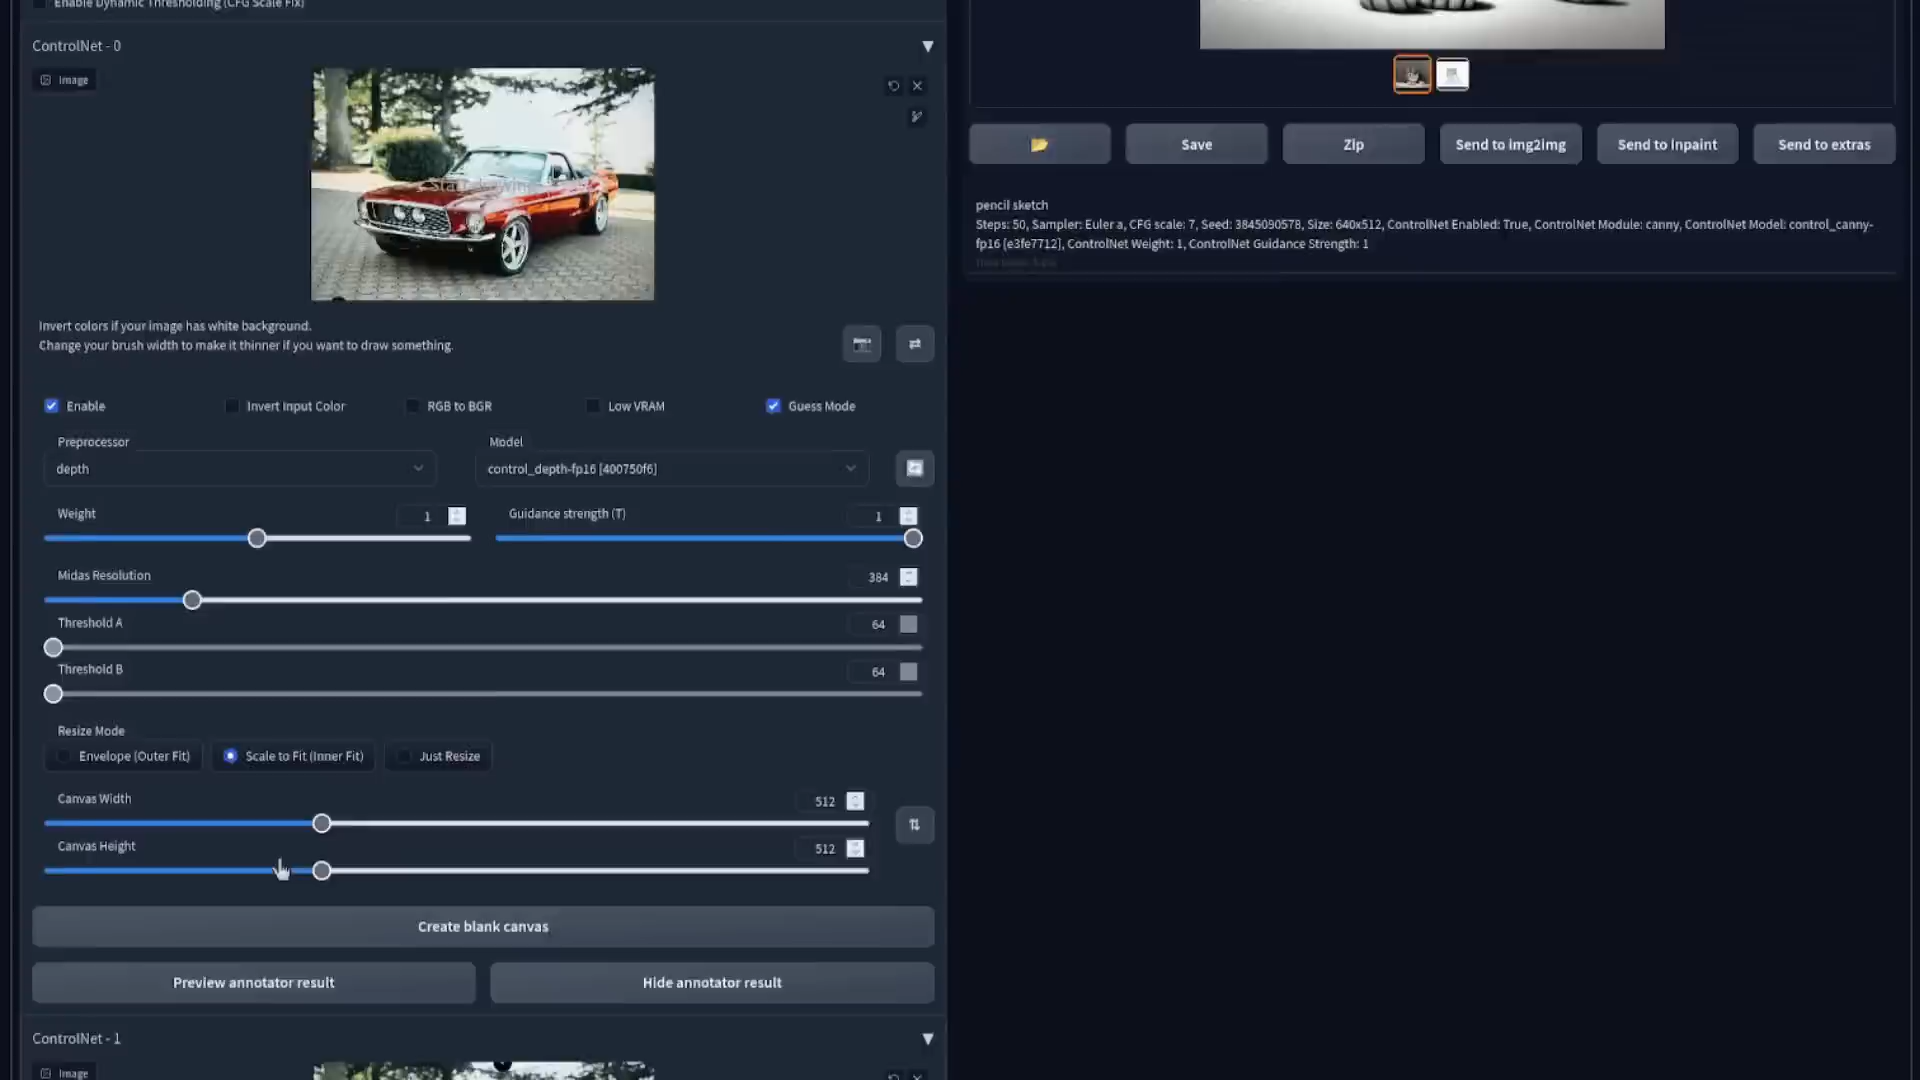 Enable Dynamic Thresholding (CFG Scale Fix)
ControlNet - 0
Image
Invert colors if your image has white background.
Change your brush width to make it thinner if you want to draw something.
Enable
Invert Input Color
RGB to BGR
Low VRAM
Guess Mode
Preprocessor
Model
depth
control_depth-fp16 [400750f6]
Weight
1
Guidance strength (T)
1
Midas Resolution
384
Threshold A
64
Threshold B
64
Resize Mode
Envelope (Outer Fit)
Scale to Fit (Inner Fit)
Just Resize
Canvas Width
512
Canvas Height
512
Create blank canvas
Preview annotator result
Hide annotator result
ControlNet - 1
Image
Save
Zip
Send to img2img
Send to inpaint
Send to extras
pencil sketch
Steps: 50, Sampler: Euler a, CFG scale: 7, Seed: 3845090578, Size: 640x512, ControlNet Enabled: True, ControlNet Module: canny, ControlNet Model: control_canny-
fp16 [e3fe7712], ControlNet Weight: 1, ControlNet Guidance Strength: 1